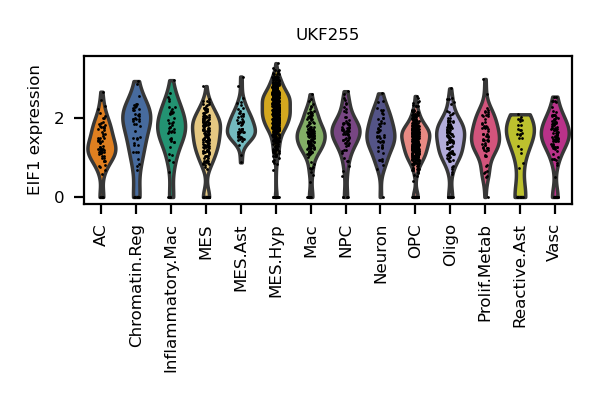 UKF255
EIF1 expression
2
0
AC
Chromatin.Reg
Inflammatory.Mac
MES
MES.Ast
MES.Hyp
Mac
NPC
Neuron
OPC
Oligo
Prolif.Metab
Reactive.Ast
Vasc